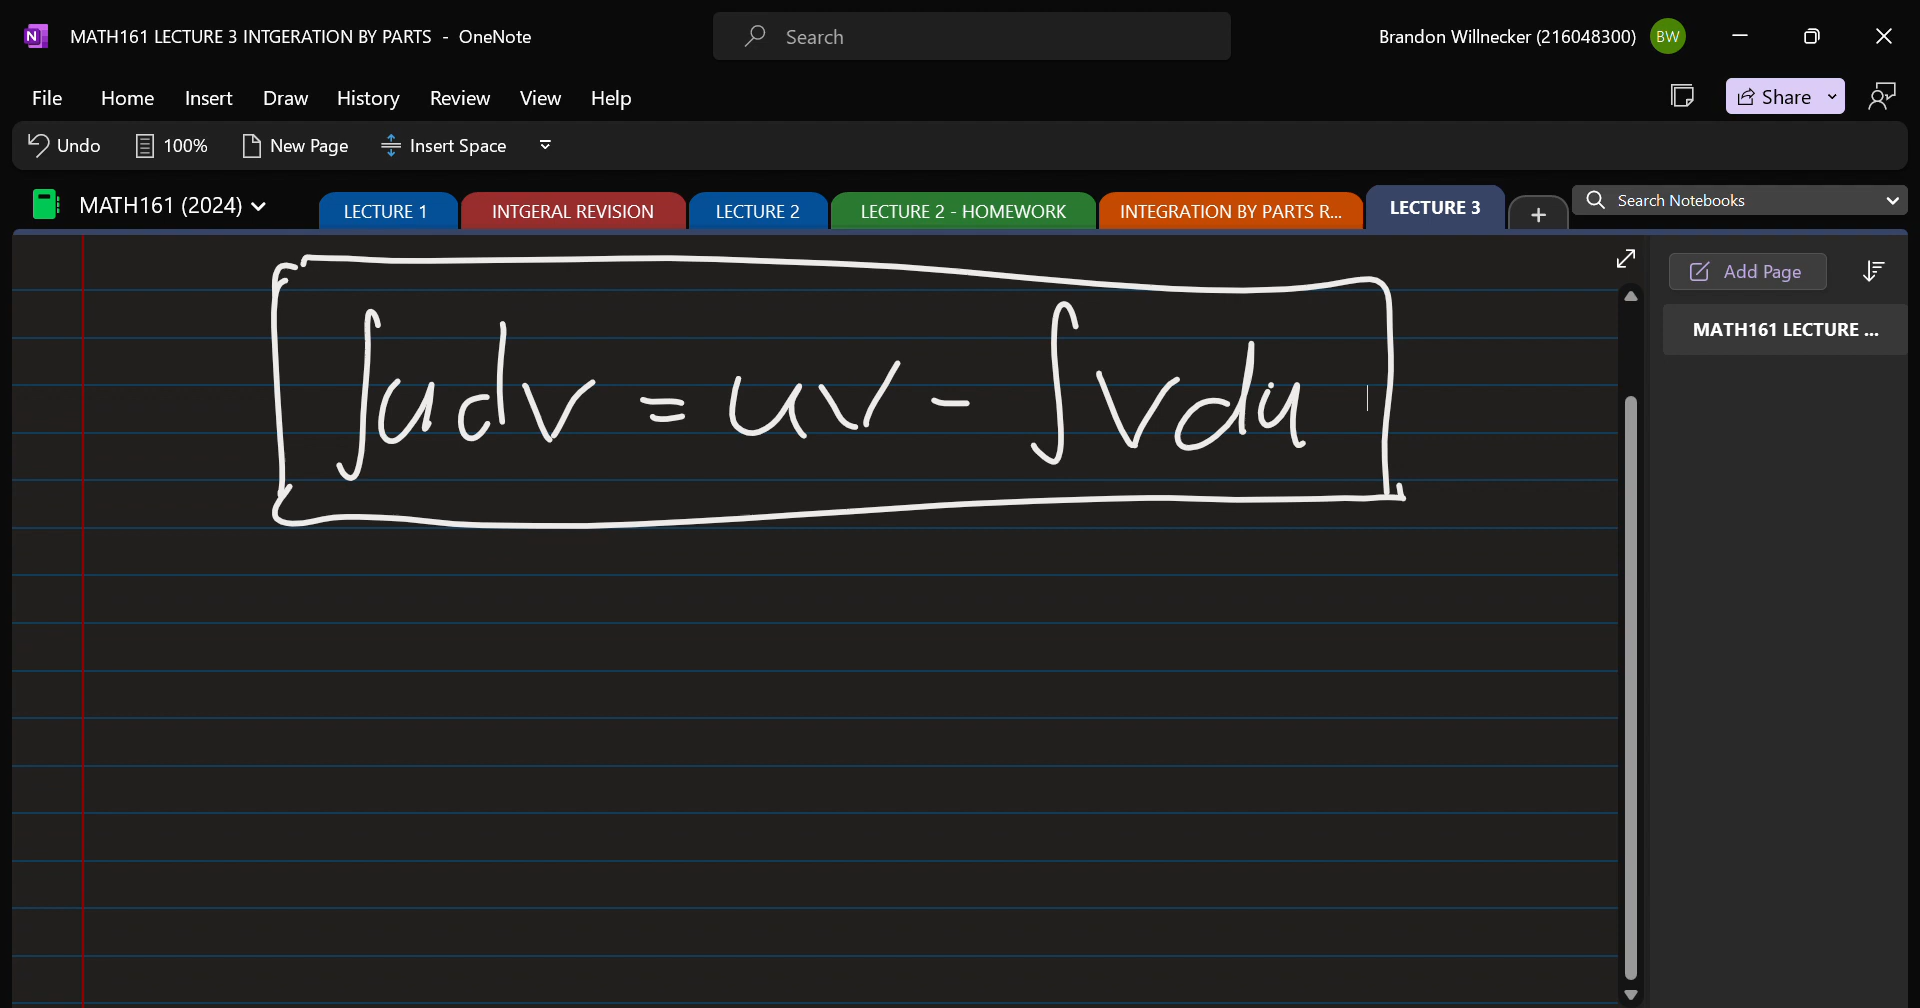 MATH161 LECTURE 3 INTGERATION BY PARTS - OneNote
Search
Brandon Willnecker (216048300) BW
File Home Insert Draw History Review View Help
Share
Undo 100% New Page Insert Space
MATH161 (2024)
LECTURE 1 INTGERAL REVISION LECTURE 2 LECTURE 2 - HOMEWORK INTEGRATION BY PARTS R... LECTURE 3 +
Search Notebooks
Add Page
MATH161 LECTURE ...
∫udv = uv - ∫vdu